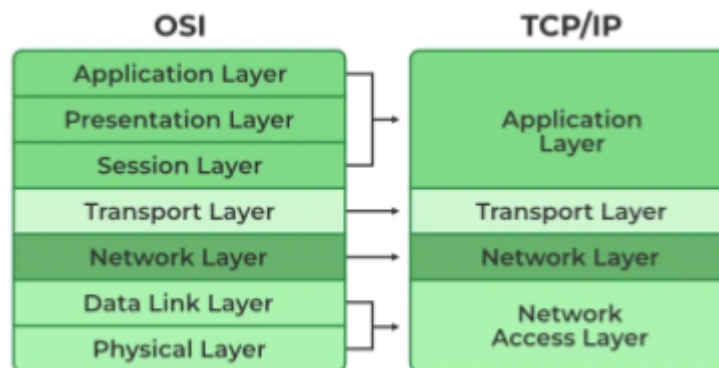 OSI
Application Layer
Presentation Layer
Session Layer
Transport Layer
Network Layer
Data Link Layer
Physical Layer
TCP/IP
Application
Layer
Transport Layer
Network Layer
Network
Access Layer